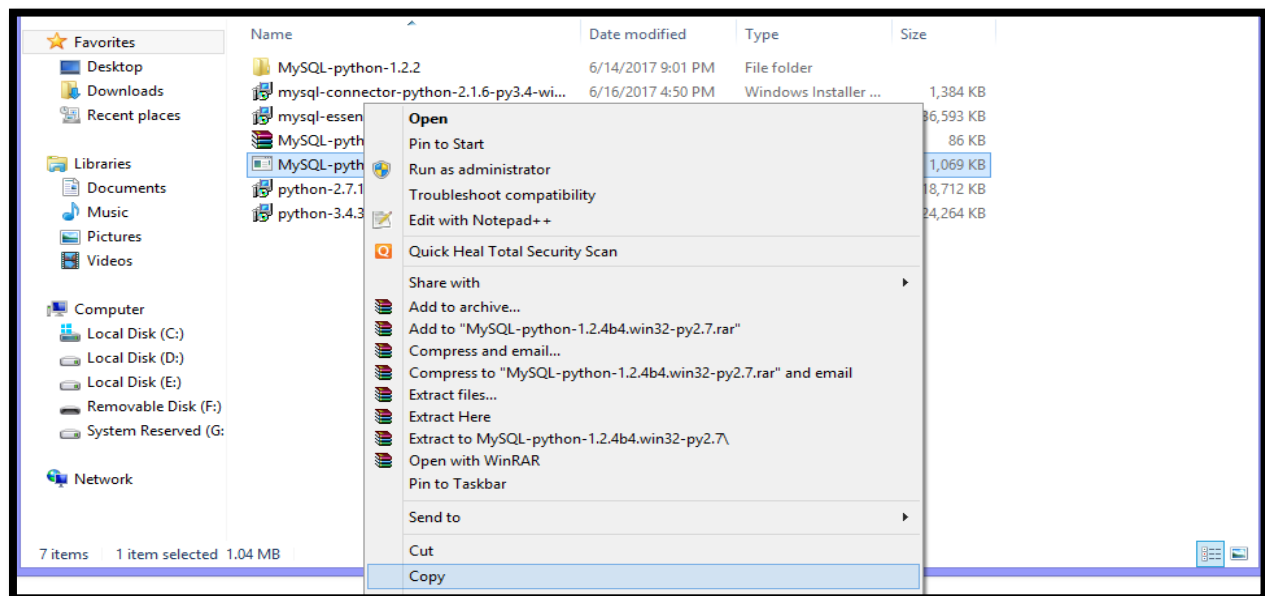 Name Date modified Type Size
Favorites
Desktop
Downloads
Recent places
Libraries
Documents
Music
Pictures
Videos
Computer
Local Disk (C:)
Local Disk (D:)
Local Disk (E:)
Removable Disk (F:)
System Reserved (G:
Network
MySQL-python-1.2.2 6/14/2017 9:01 PM File folder
mysql-connector-python-2.1.6-py3.4-wi... 6/16/2017 4:50 PM Windows Installer ... 1,384 KB
mysql-essen 36,593 KB
MySQL-pyth 86 KB
MySQL-pyth 1,069 KB
python-2.7.1 18,712 KB
python-3.4.3 24,264 KB
Open
Pin to Start
Run as administrator
Troubleshoot compatibility
Edit with Notepad++
Quick Heal Total Security Scan
Share with
Add to archive...
Add to "MySQL-python-1.2.4b4.win32-py2.7.rar"
Compress and email...
Compress to "MySQL-python-1.2.4b4.win32-py2.7.rar" and email
Extract files...
Extract Here
Extract to MySQL-python-1.2.4b4.win32-py2.7\
Open with WinRAR
Pin to Taskbar
Send to
Cut
Copy
7 items 1 item selected 1.04 MB